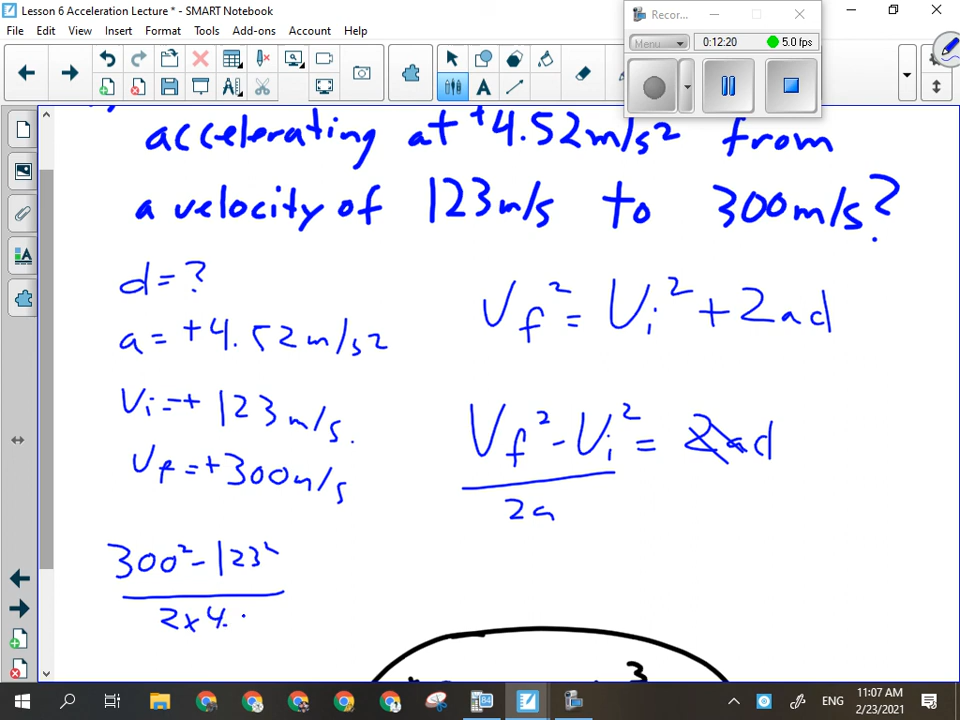 Lesson 6 Acceleration Lecture * - SMART Notebook
Recor...
File Edit View Insert Format Tools Add-ons Account Help
Menu 0:12:20 5.0 fps
accelerating at +4.52m/s2 from
a velocity of 123m/s to 300m/s?
d = ?
a = +4.52m/s2
Vi = + 123m/s.
Vf = +300m/s
Vf² = Vi² + 2ad
Vf² - Vi² = 2ad
2a
300² - 123²
2 x 4.
3
ENG
11:07 AM
2/23/2021